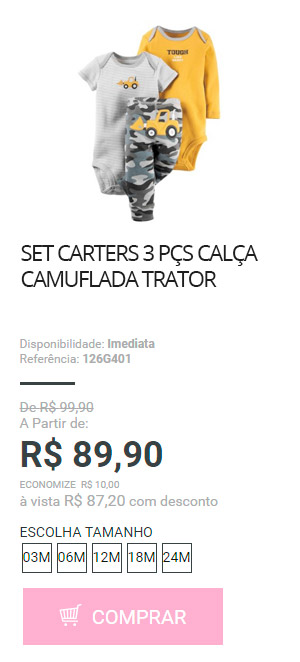 TOUGH
SET CARTERS 3 PÇS CALÇA
CAMUFLADA TRATOR
Disponibilidade: Imediata
Referência: 126G401
De R$ 99,90
A Partir de:
R$ 89,90
ECONOMIZE R$ 10,00
à vista R$ 87,20 com desconto
ESCOLHA TAMANHO
03M 06M 12M 18M 24M
COMPRAR